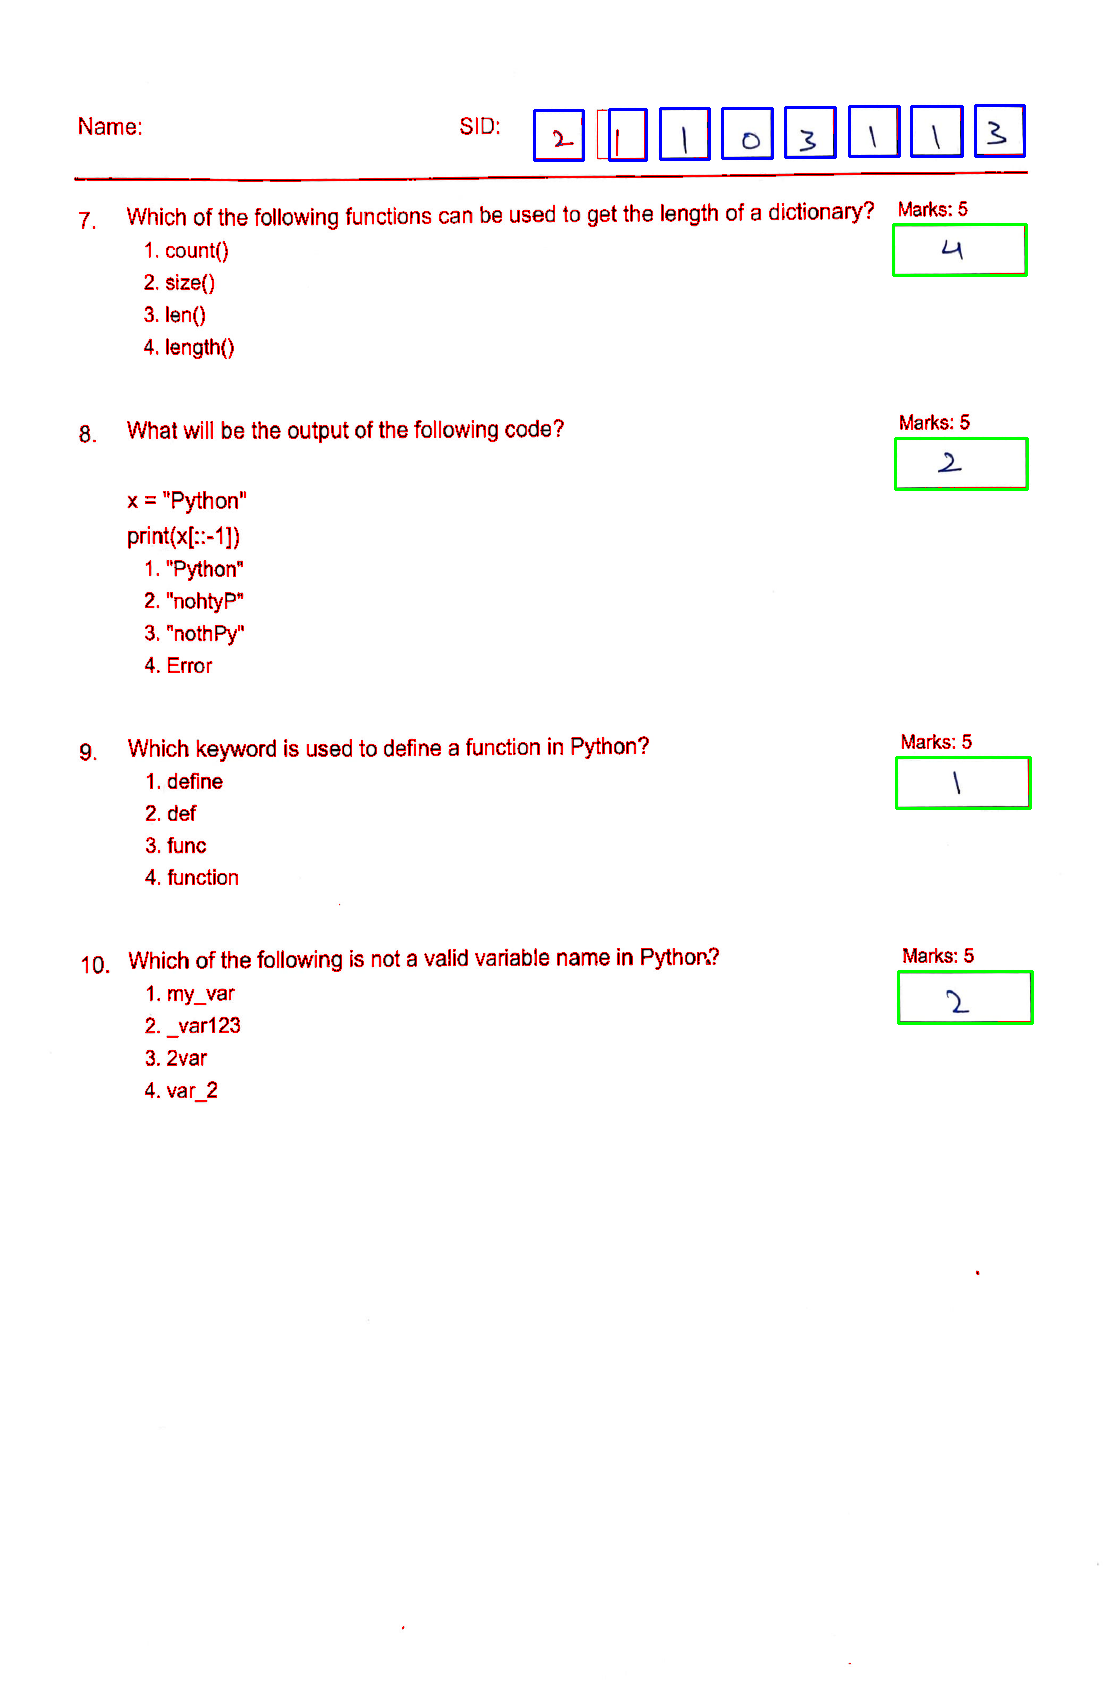 Name: SID: 2 1 1 0 3 1 1 3
7. Which of the following functions can be used to get the length of a dictionary? Marks: 5
1. count() 4
2. size()
3. len()
4. length()
8. What will be the output of the following code? Marks: 5
2
x = "Python"
print(x[::-1])
1. "Python"
2. "nohtyP"
3. "nothPy"
4. Error
9. Which keyword is used to define a function in Python? Marks: 5
1. define 1
2. def
3. func
4. function
10. Which of the following is not a valid variable name in Python? Marks: 5
1. my_var 2
2. _var123
3. 2var
4. var_2